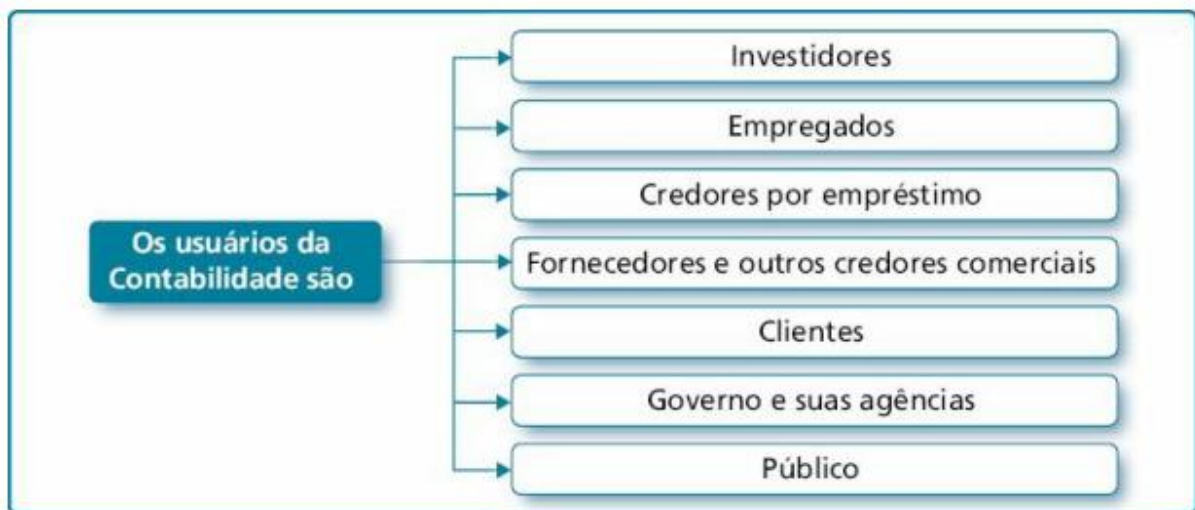 Os usuários da
Contabilidade são
Investidores
Empregados
Credores por empréstimo
Fornecedores e outros credores comerciais
Clientes
Governo e suas agências
Público